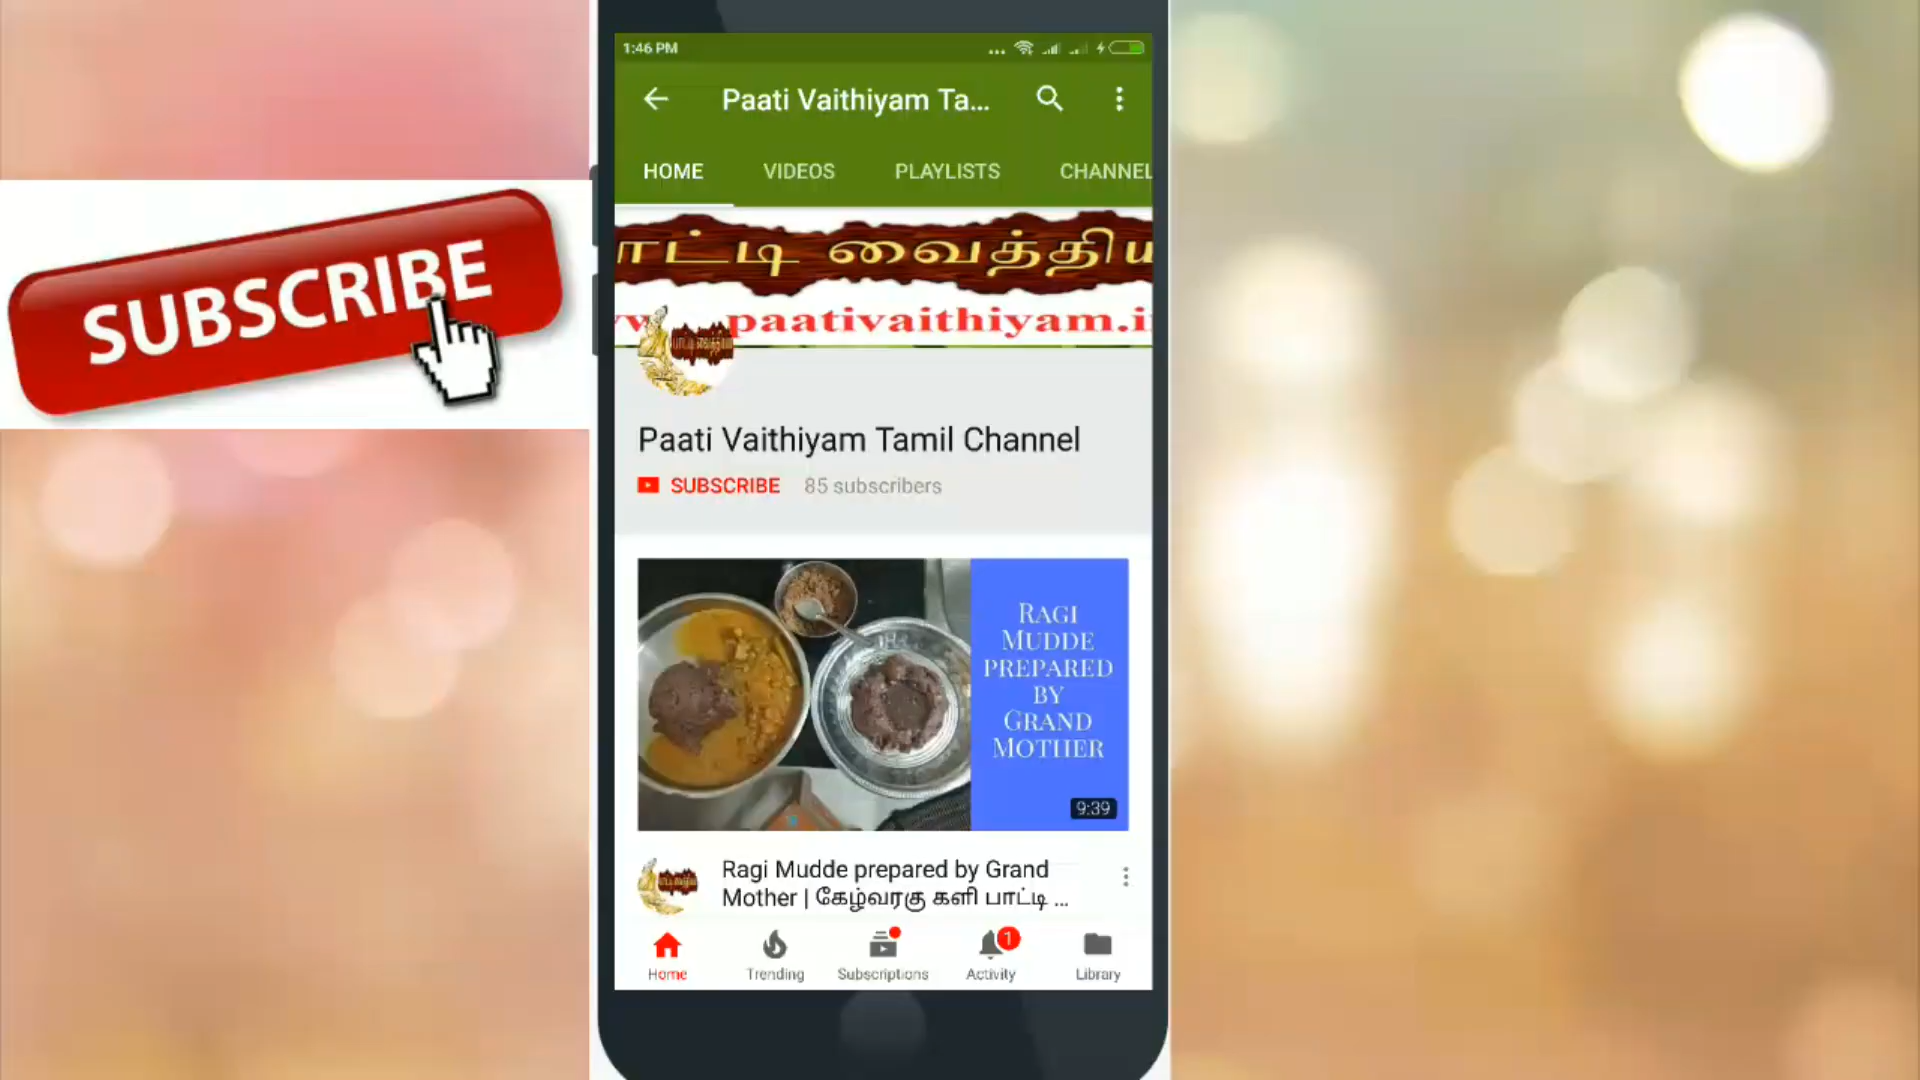 1:46 PM
Paati Vaithiyam Ta...
HOME VIDEOS PLAYLISTS CHANNEL
SUBSCRIBE
ாட்டி வைத்திய
paativaithiyam.i
Paati Vaithiyam Tamil Channel
SUBSCRIBE 85 subscribers
RAGI
MUDDE
PREPARED
BY
GRAND
MOTHER
9:39
Ragi Mudde prepared by Grand
Mother | கேழ்வரகு களி பாட்டி ...
1
Home Trending Subscriptions Activity Library